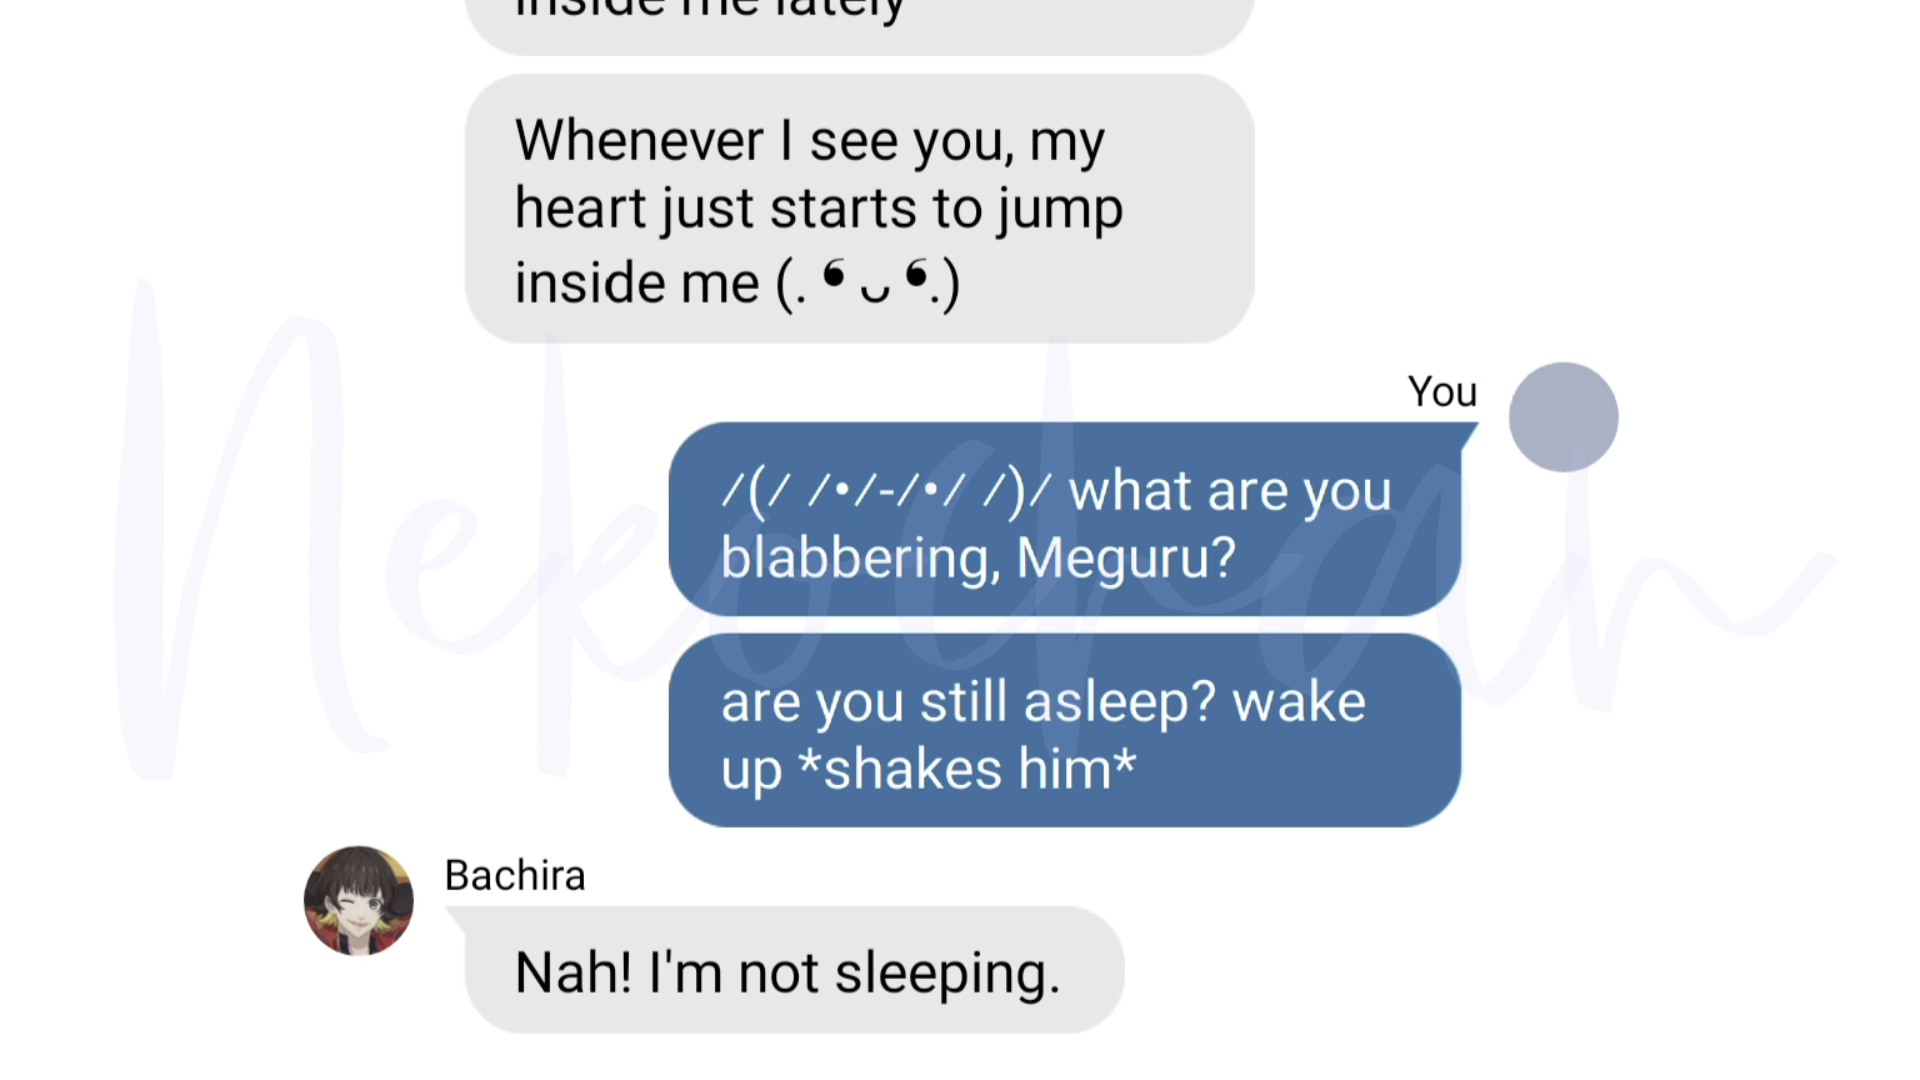 inside me lately
Whenever I see you, my
heart just starts to jump
inside me (. ❛ ᴗ ❛.)
You
⁄(⁄ ⁄•⁄-⁄•⁄ ⁄)⁄ what are you
blabbering, Meguru?
are you still asleep? wake
up *shakes him*
Bachira
Nah! I'm not sleeping.